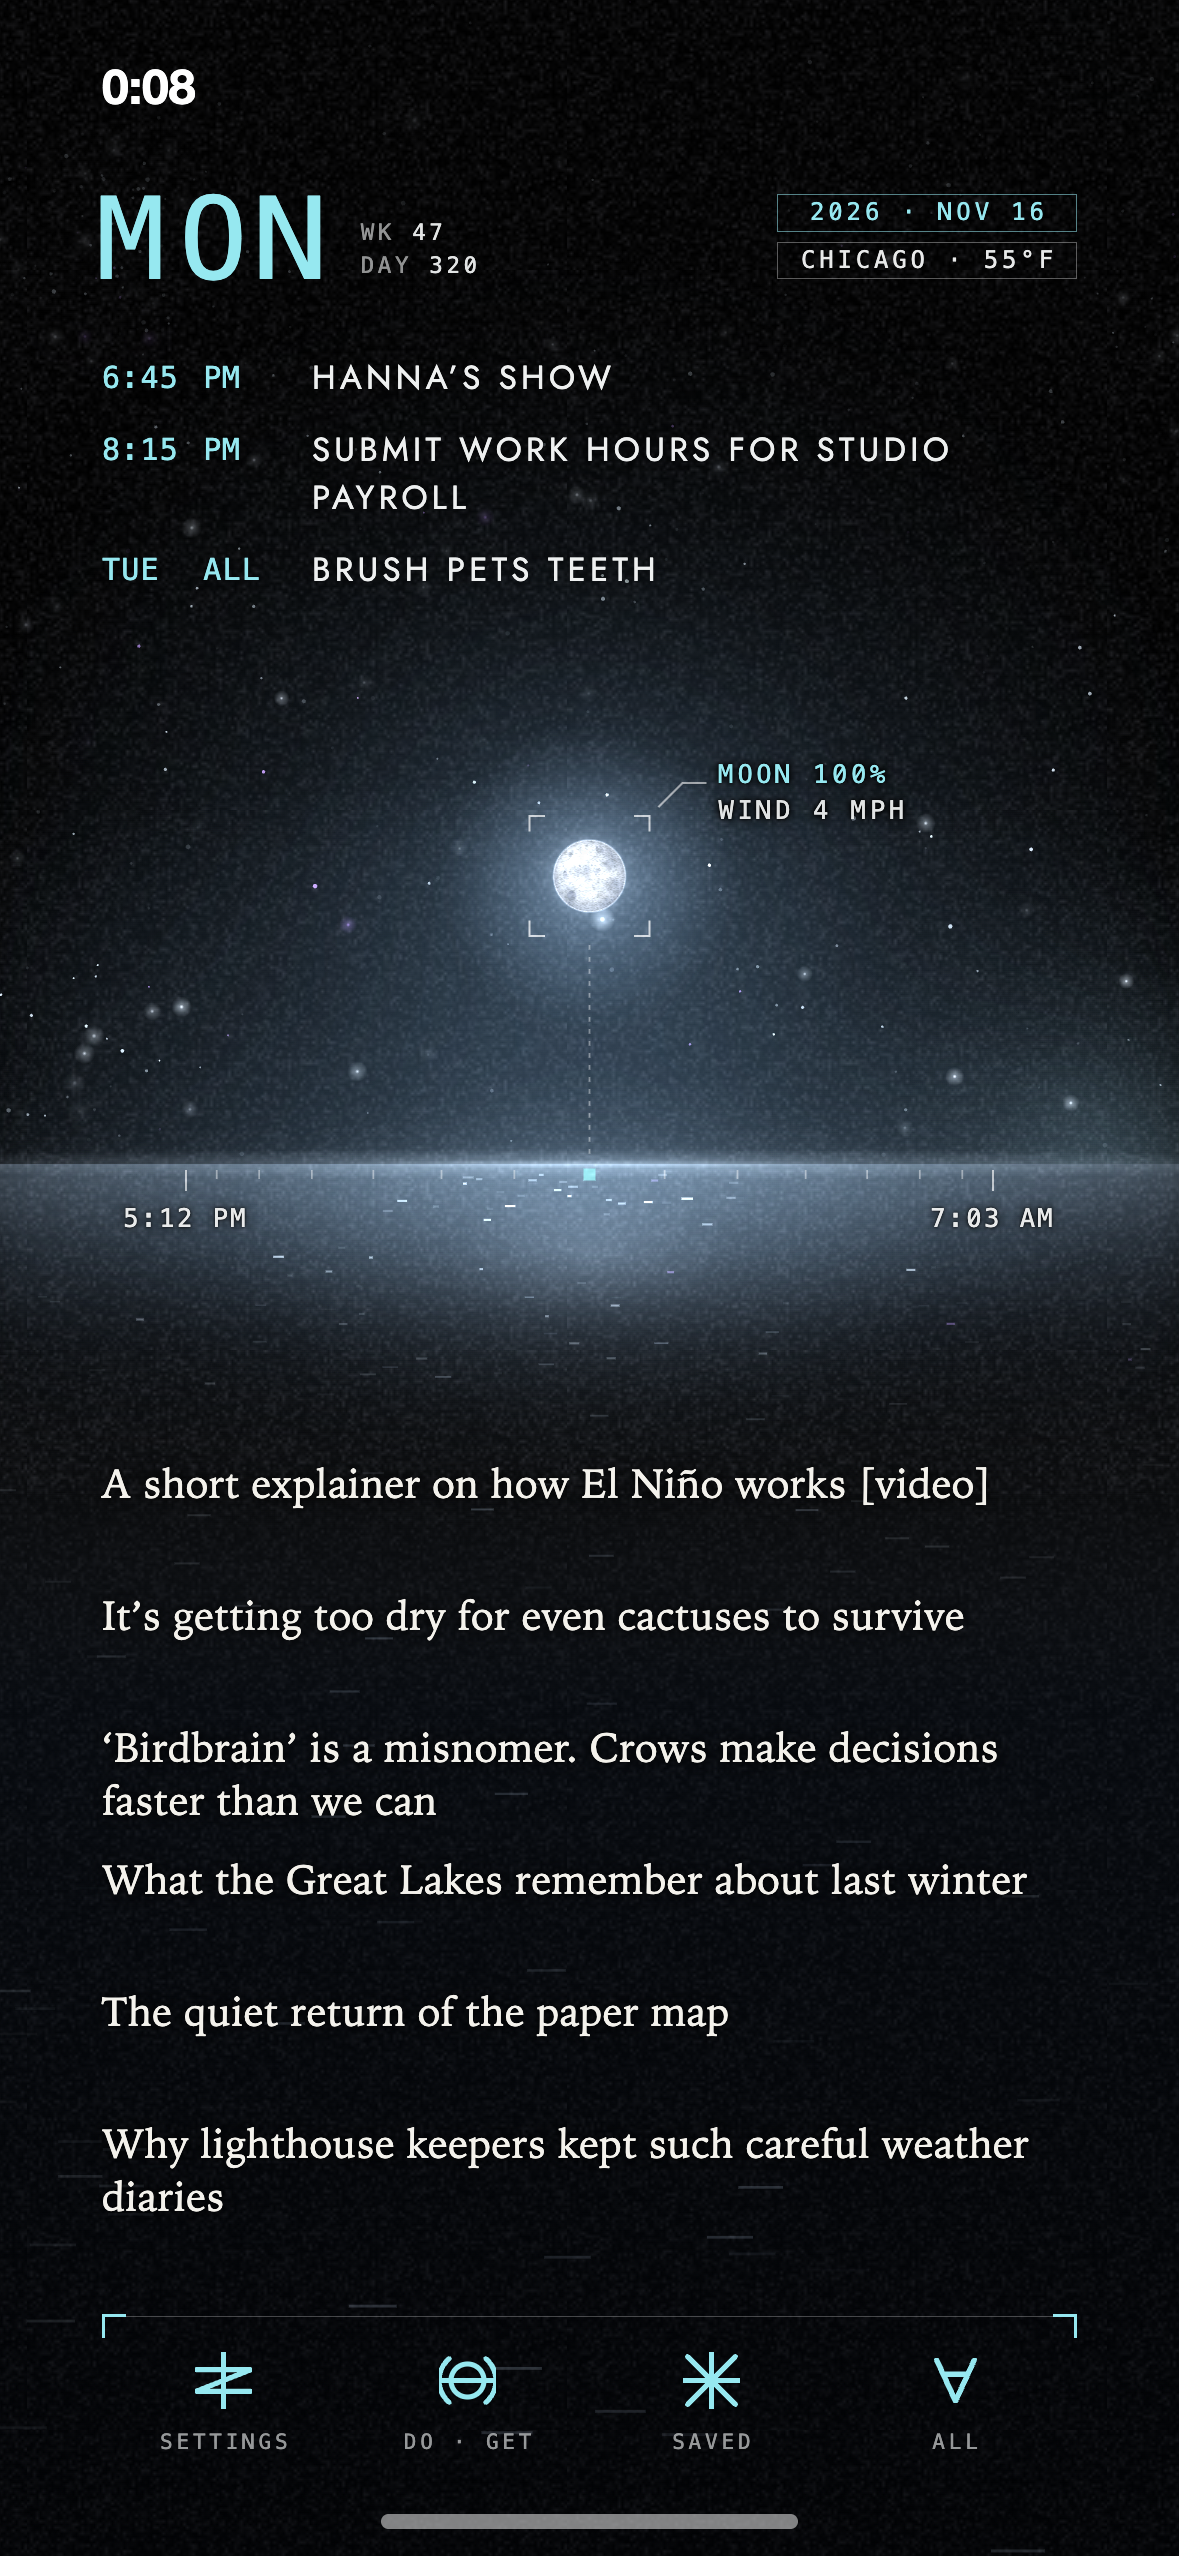 0:08
MON
WK 47
DAY 320
2026 · NOV 16
CHICAGO · 55°F
6:45 PM HANNA’S SHOW
8:15 PM SUBMIT WORK HOURS FOR STUDIO
PAYROLL
TUE ALL BRUSH PETS TEETH
MOON 100%
WIND 4 MPH
5:12 PM
7:03 AM
A short explainer on how El Niño works [video]
It’s getting too dry for even cactuses to survive
‘Birdbrain’ is a misnomer. Crows make decisions
faster than we can
What the Great Lakes remember about last winter
The quiet return of the paper map
Why lighthouse keepers kept such careful weather
diaries
SETTINGS
DO · GET
SAVED
ALL